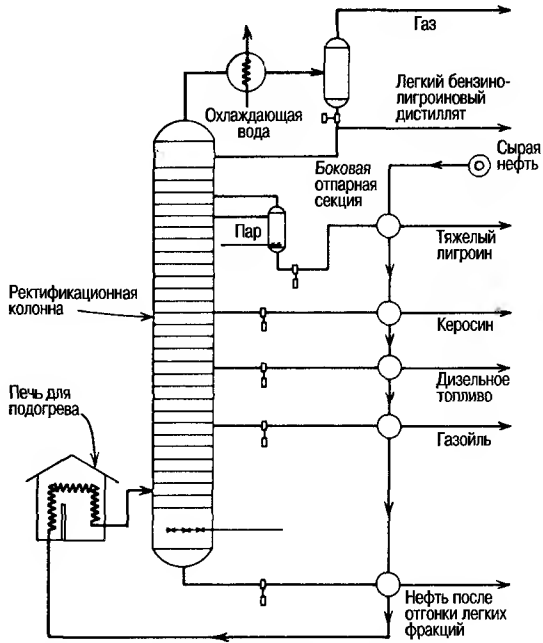 Газ
Охлаждающая
вода
Легкий бензино-
лигроиновый
дистиллят
Сырая
нефть
Боковая
отпарная
секция
Пар
Тяжелый
лигроин
Ректификационная
колонна
Керосин
Дизельное
топливо
Печь для
подогрева
Газойль
Нефть после
отгонки легких
фракций